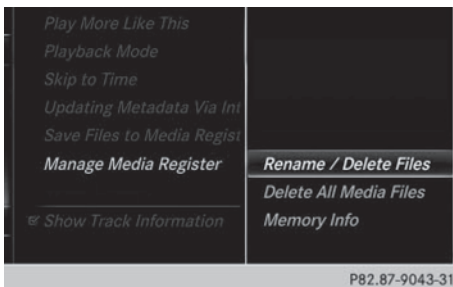 Play More Like This
Playback Mode
Skip to Time
Updating Metadata Via Int
Save Files to Media Regist
Manage Media Register
Show Track Information
Rename / Delete Files
Delete All Media Files
Memory Info
P82.87-9043-31